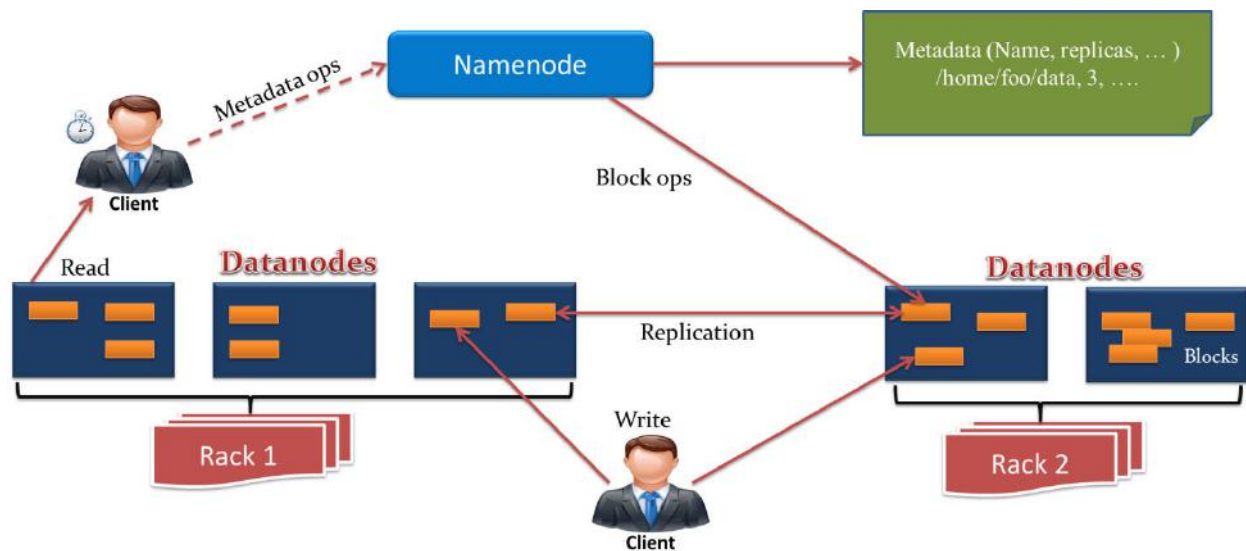 Namenode
Metadata (Name, replicas, … )
/home/foo/data, 3, ….
Metadata ops
Client
Block ops
Read
Datanodes
Datanodes
Replication
Blocks
Rack 1
Write
Rack 2
Client